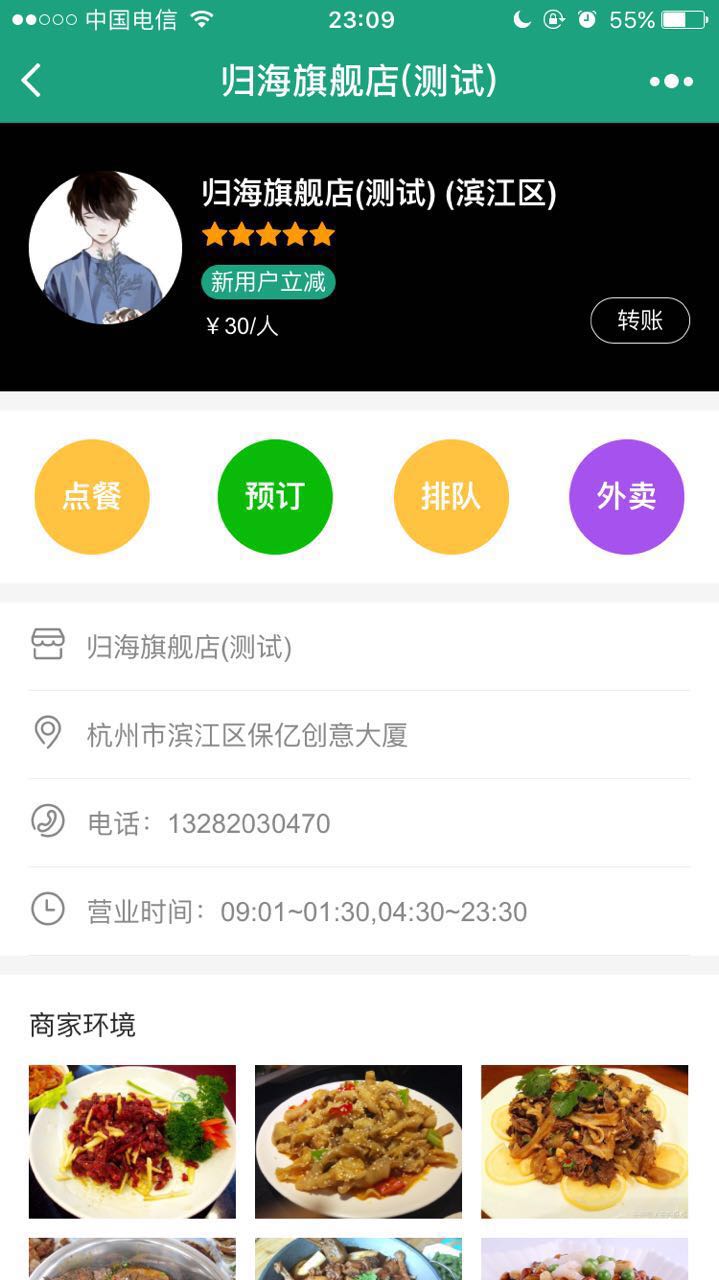 中国电信
23:09
55%
归海旗舰店(测试)
归海旗舰店(测试) (滨江区)
新用户立减
￥30/人
转账
点餐
预订
排队
外卖
归海旗舰店(测试)
杭州市滨江区保亿创意大厦
电话：13282030470
营业时间：09:01~01:30,04:30~23:30
商家环境